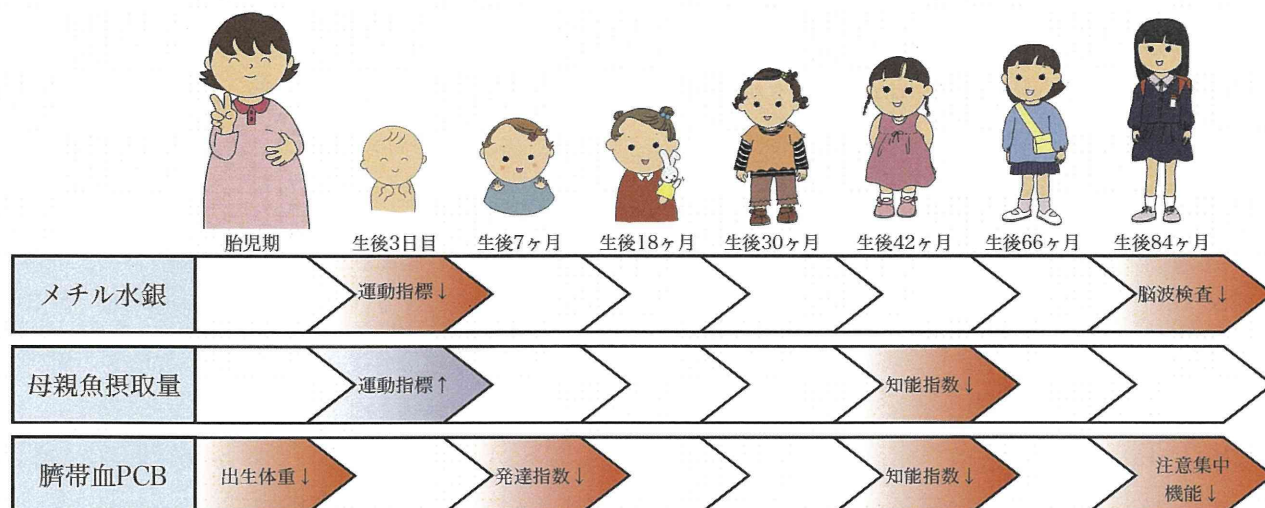 胎児期 生後3日目 生後7ヶ月 生後18ヶ月 生後30ヶ月 生後42ヶ月 生後66ヶ月 生後84ヶ月
メチル水銀 運動指標↓ 脳波検査↓
母親魚摂取量 運動指標↑ 知能指数↓
臍帯血PCB 出生体重↓ 発達指数↓ 知能指数↓ 注意集中
機能↓